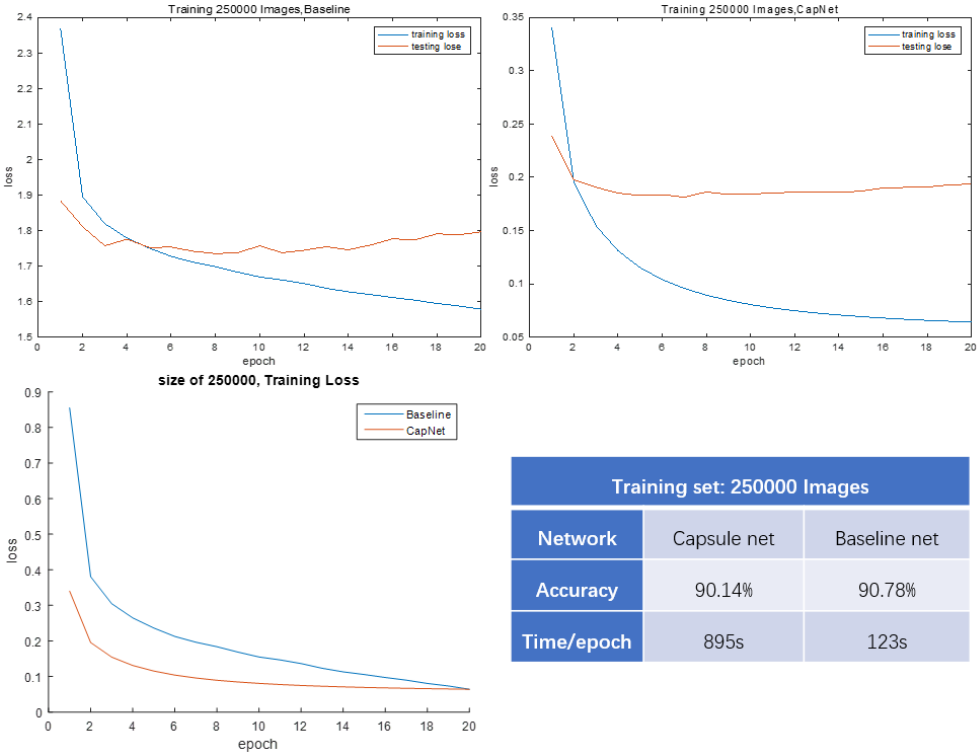 Training 250000 Images,Baseline
2.4
2.3
2.2
2.1
2
1.9
1.8
1.7
1.6
1.5
loss
training loss
testing lose
0 2 4 6 8 10 12 14 16 18 20
epoch
Training 250000 Images,CapNet
0.35
0.3
0.25
0.2
0.15
0.1
0.05
loss
training loss
testing lose
0 2 4 6 8 10 12 14 16 18 20
epoch
size of 250000, Training Loss
0.9
0.8
0.7
0.6
0.5
0.4
0.3
0.2
0.1
0
loss
Baseline
CapNet
0 2 4 6 8 10 12 14 16 18 20
epoch
Training set: 250000 Images
Network Capsule net Baseline net
Accuracy 90.14% 90.78%
Time/epoch 895s 123s